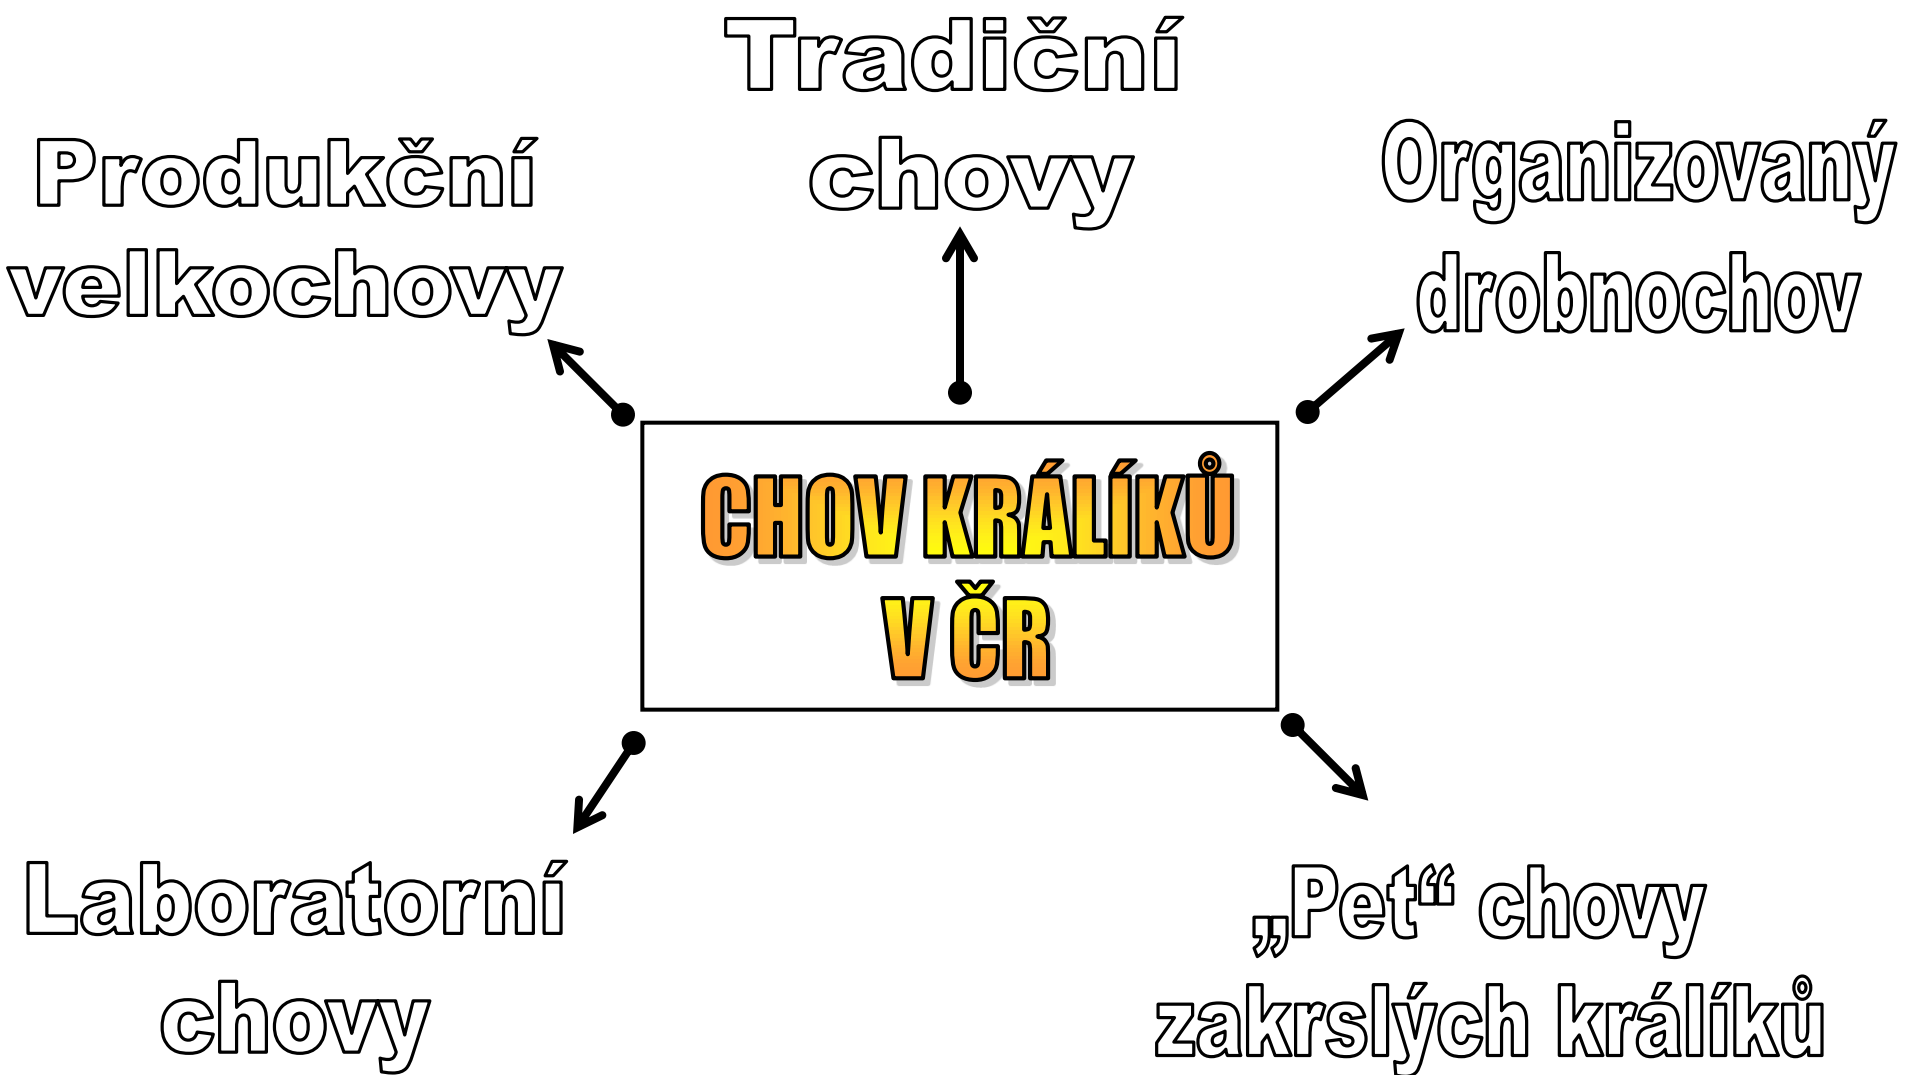 Tradiční
chovy
Produkční
velkochovy
Organizovaný
drobnochov
CHOV KRÁLÍKŮ
V ČR
Laboratorní
chovy
„Pet“ chovy
zakrslých králíků